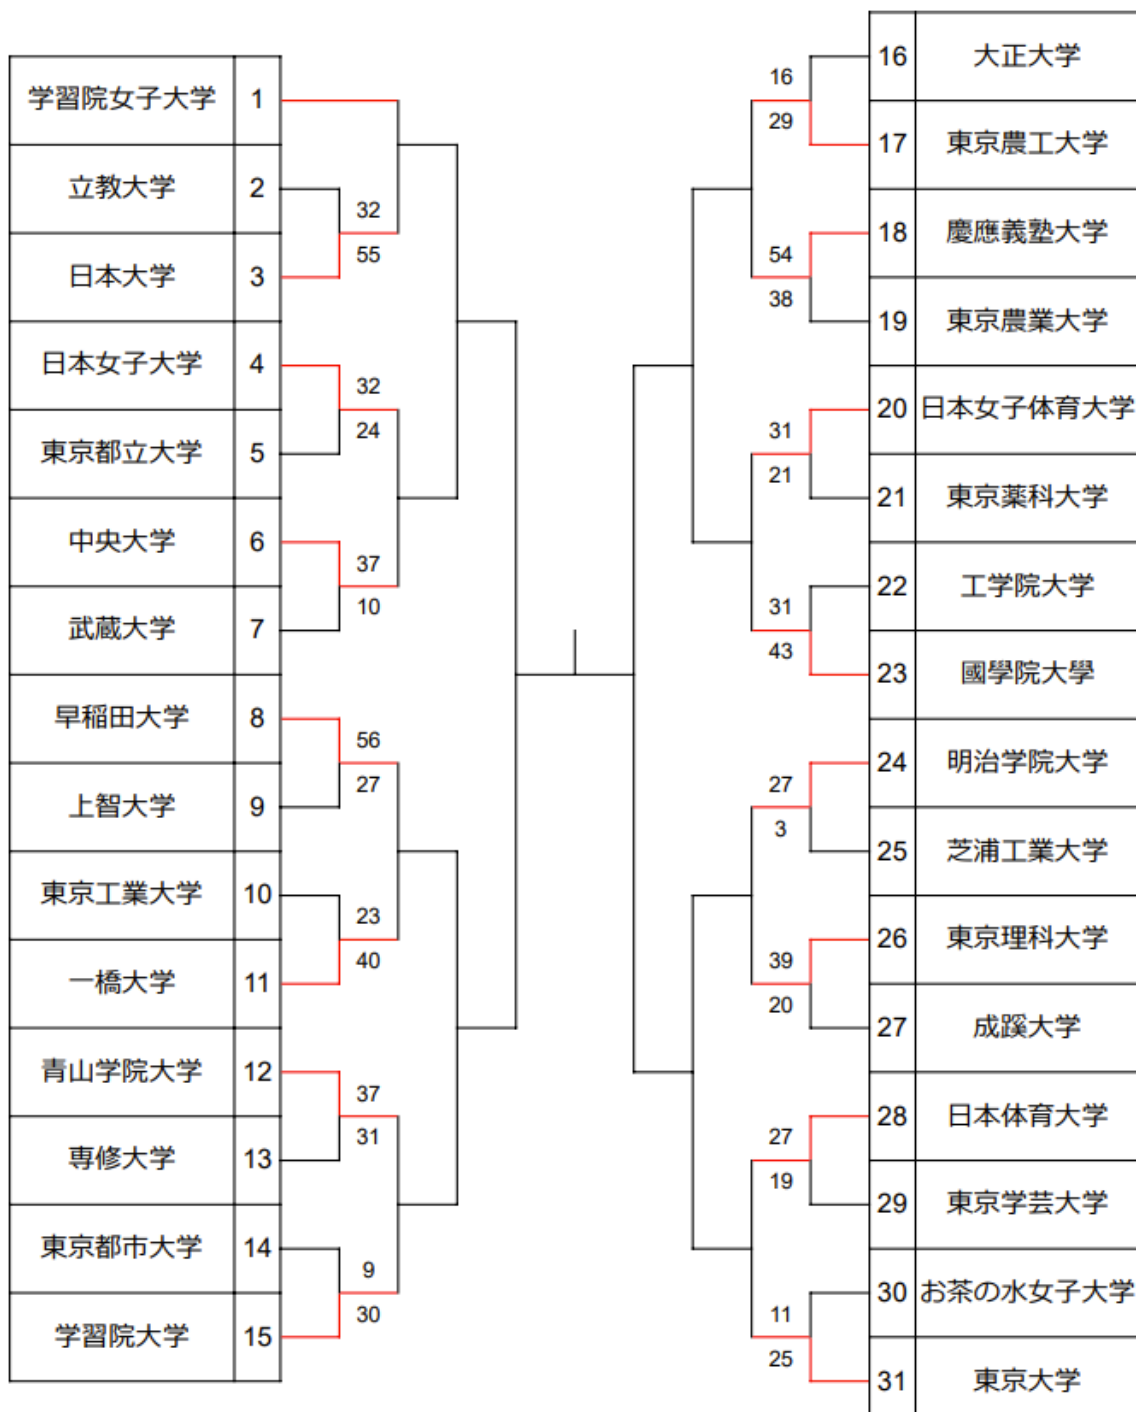 学習院女子大学 1
立教大学 2
32
55
日本大学 3
日本女子大学 4
32
24
東京都立大学 5
中央大学 6
37
10
武蔵大学 7
早稲田大学 8
56
27
上智大学 9
東京工業大学 10
23
40
一橋大学 11
青山学院大学 12
37
31
専修大学 13
東京都市大学 14
9
30
学習院大学 15
16 大正大学
16
29
17 東京農工大学
18 慶應義塾大学
54
38
19 東京農業大学
20 日本女子体育大学
31
21
21 東京薬科大学
22 工学院大学
31
43
23 國學院大學
24 明治学院大学
27
3
25 芝浦工業大学
26 東京理科大学
39
20
27 成蹊大学
28 日本体育大学
27
19
29 東京学芸大学
30 お茶の水女子大学
11
25
31 東京大学